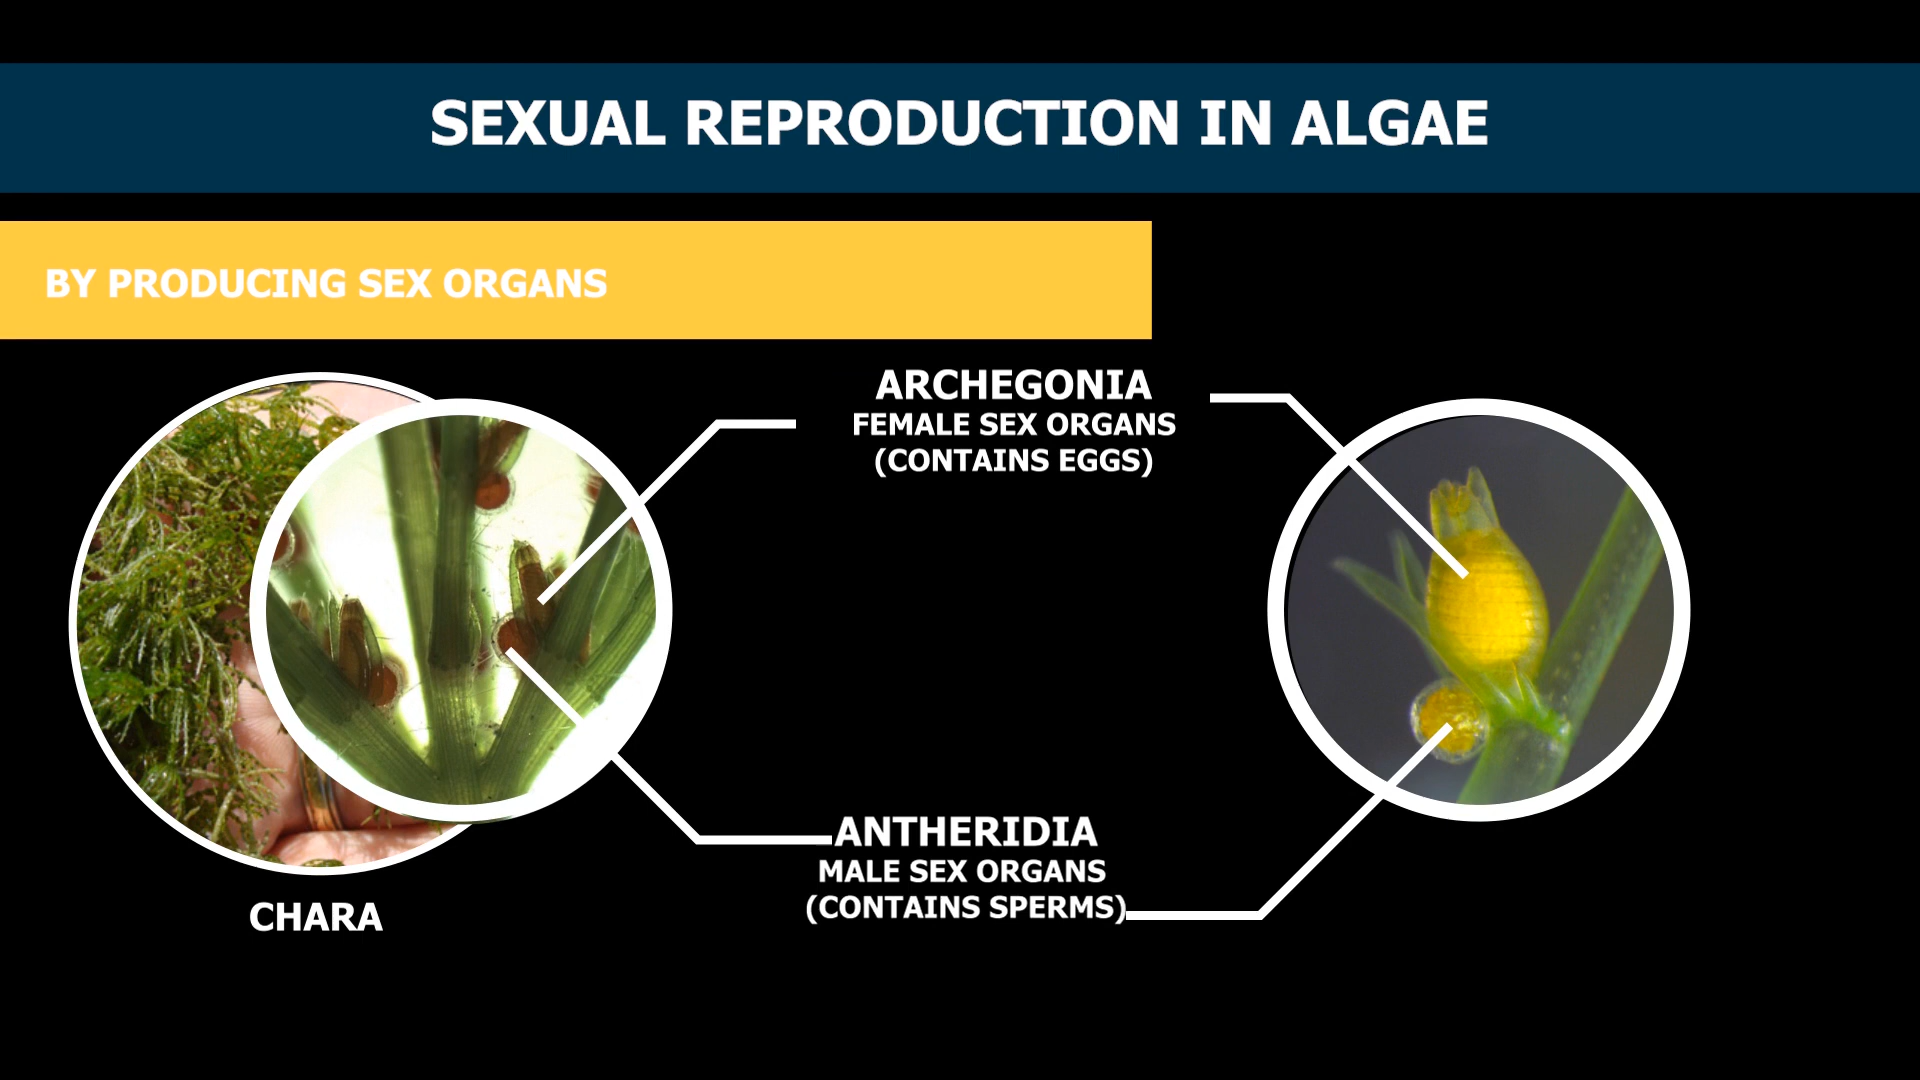 SEXUAL REPRODUCTION IN ALGAE
BY PRODUCING SEX ORGANS
ARCHEGONIA
FEMALE SEX ORGANS
(CONTAINS EGGS)
ANTHERIDIA
MALE SEX ORGANS
(CONTAINS SPERMS)
CHARA